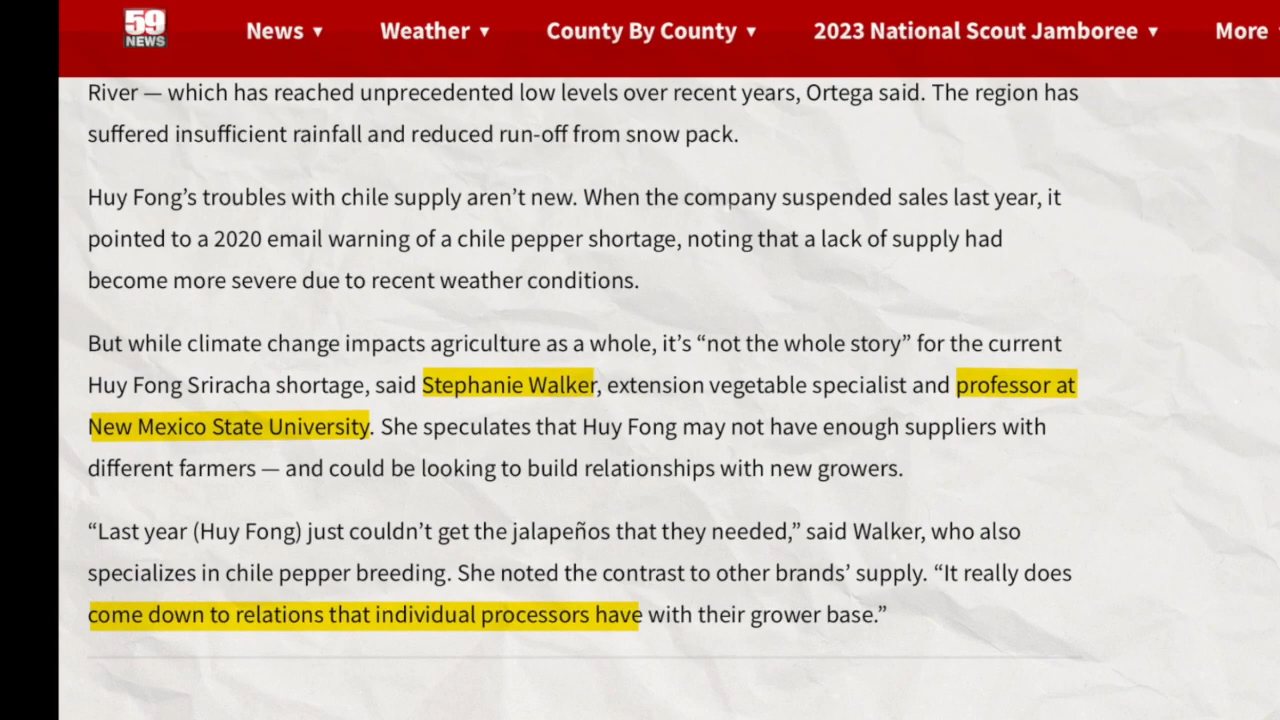 59
NEWS
News ▾ Weather ▾ County By County ▾ 2023 National Scout Jamboree ▾ More
River — which has reached unprecedented low levels over recent years, Ortega said. The region has
suffered insufficient rainfall and reduced run-off from snow pack.
Huy Fong’s troubles with chile supply aren’t new. When the company suspended sales last year, it
pointed to a 2020 email warning of a chile pepper shortage, noting that a lack of supply had
become more severe due to recent weather conditions.
But while climate change impacts agriculture as a whole, it’s “not the whole story” for the current
Huy Fong Sriracha shortage, said Stephanie Walker, extension vegetable specialist and professor at
New Mexico State University. She speculates that Huy Fong may not have enough suppliers with
different farmers — and could be looking to build relationships with new growers.
“Last year (Huy Fong) just couldn’t get the jalapeños that they needed,” said Walker, who also
specializes in chile pepper breeding. She noted the contrast to other brands’ supply. “It really does
come down to relations that individual processors have with their grower base.”